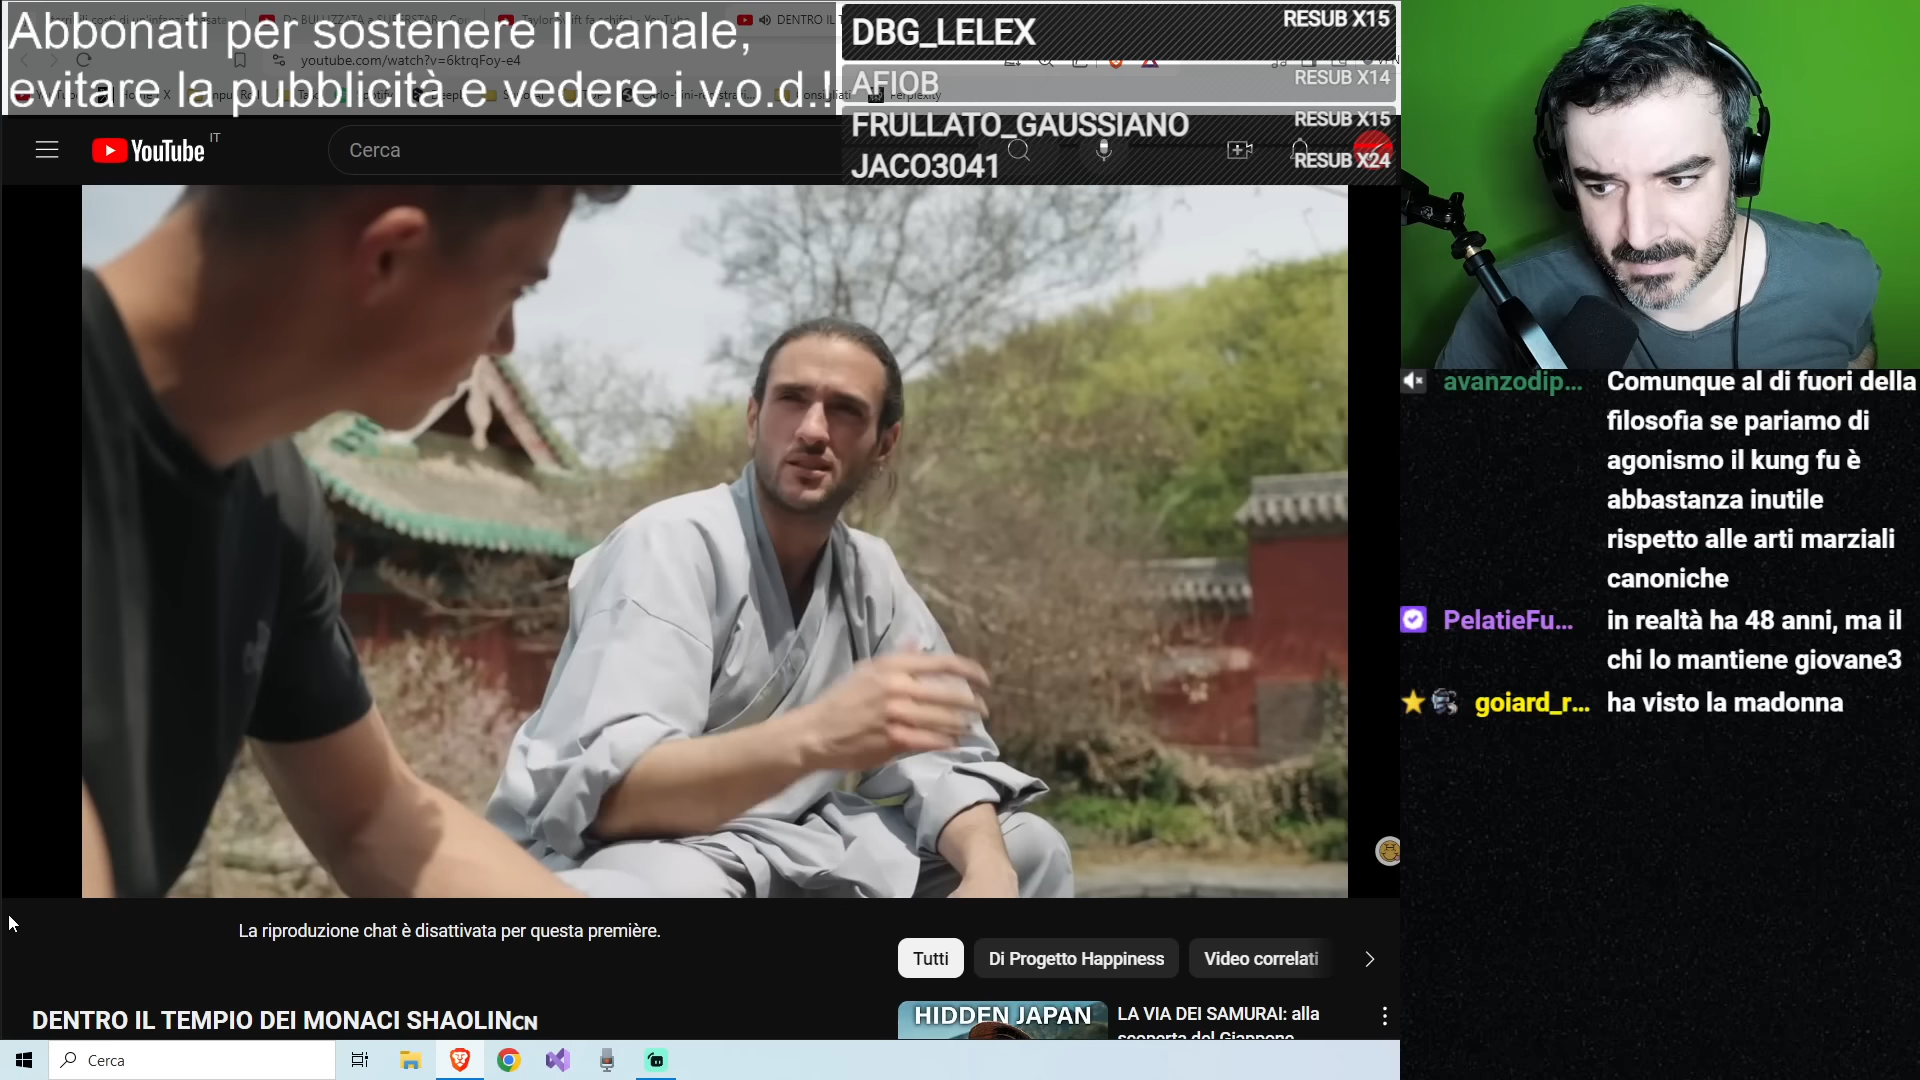 Abbonati per sostenere il canale,
evitare la pubblicità e vedere i v.o.d.!
youtube.com/watch?v=6ktrqFoy-e4
DBG_LELEX RESUB X15
AFIOB RESUB X14
FRULLATO_GAUSSIANO RESUB X15
JACO3041 RESUB X24
YouTube IT
Cerca
avanzodip... Comunque al di fuori della
filosofia se pariamo di
agonismo il kung fu è
abbastanza inutile
rispetto alle arti marziali
canoniche
PelatieFu... in realtà ha 48 anni, ma il
chi lo mantiene giovane3
goiard_r... ha visto la madonna
La riproduzione chat è disattivata per questa première.
Tutti
Di Progetto Happiness
Video correlati
DENTRO IL TEMPIO DEI MONACI SHAOLINCN
HIDDEN JAPAN
LA VIA DEI SAMURAI: alla
scoperta del Giappone
Cerca